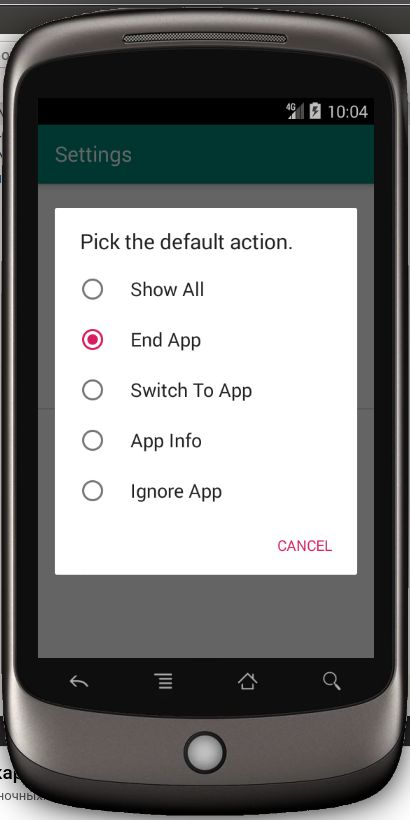 4G 10:04
Settings
Pick the default action.
Show All
End App
Switch To App
App Info
Ignore App
CANCEL